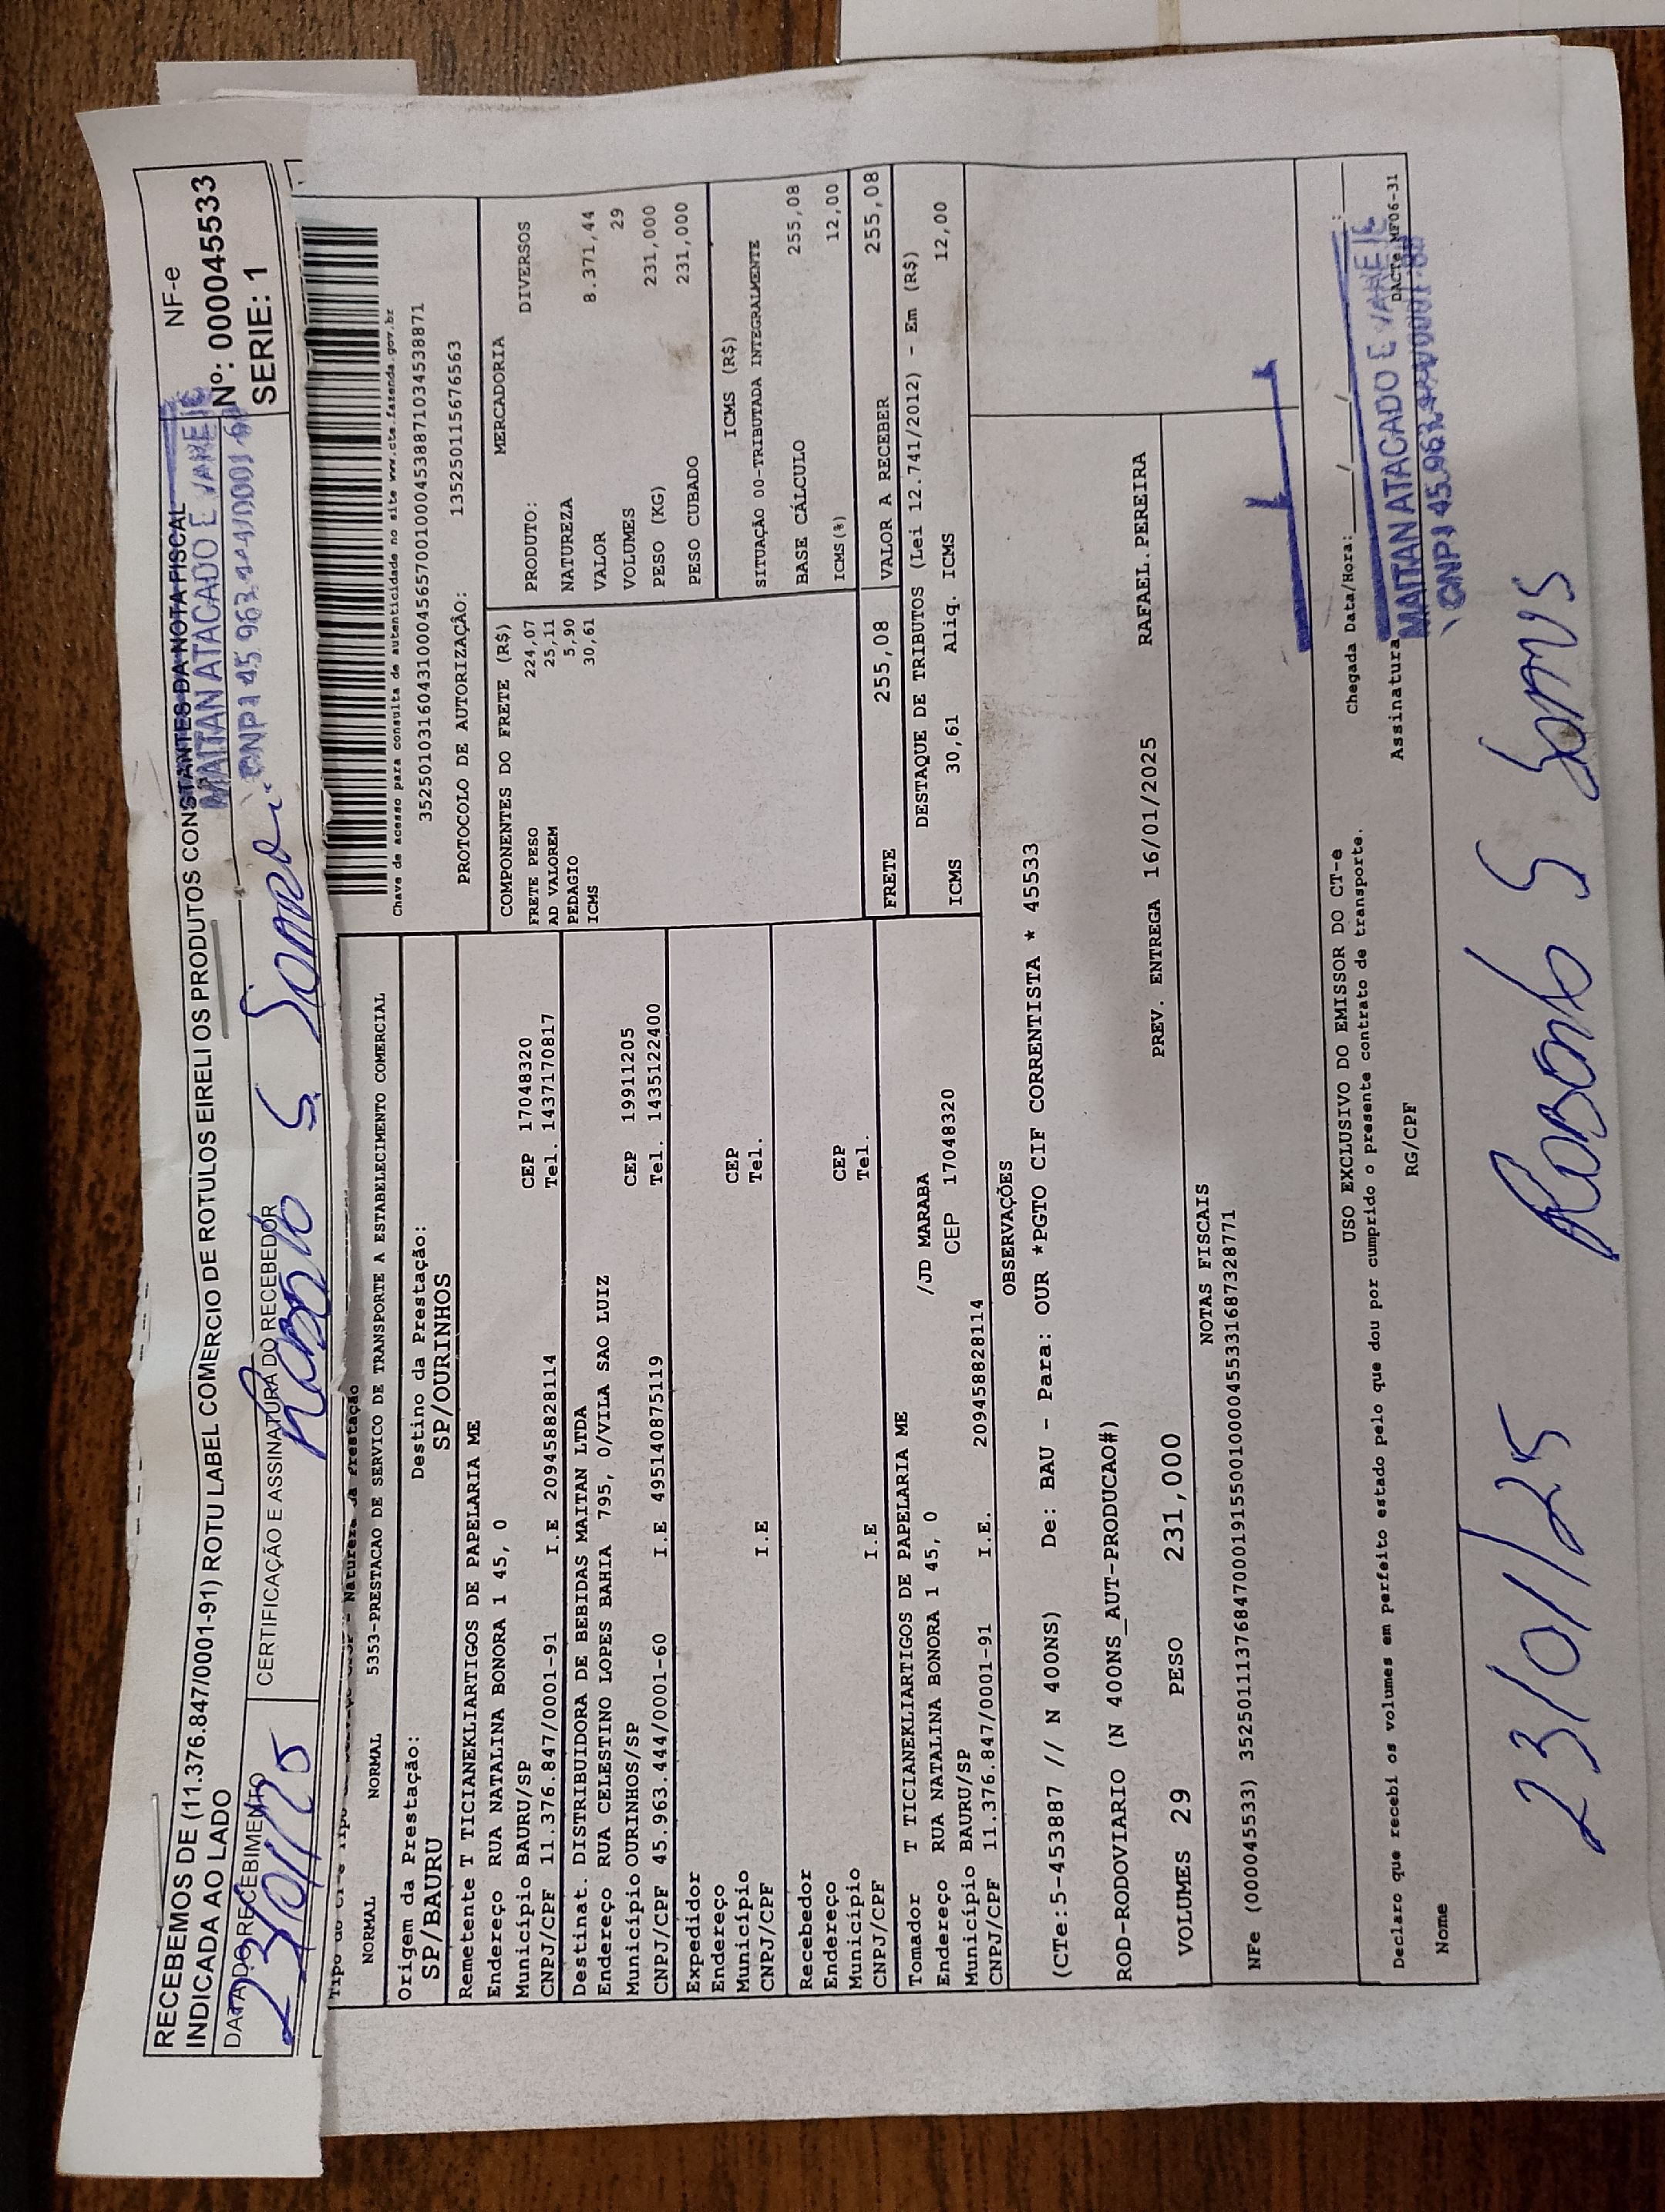 RECEBEMOS DE (11.376.847/0001-91) ROTU LABEL COMERCIO DE ROTULOS EIRELI OS PRODUTOS CONSTANTES DA NOTA FISCAL
INDICADA AO LADO
NF-e
Nº: 000045533
SERIE: 1
MAITAN ATACADO E VAREJO
DATA DO RECEBIMENTO
CERTIFICAÇÃO E ASSINATURA DO RECEBEDOR
23/01/25
NORMAL NORMAL 5353-PRESTACAO DE SERVICO DE TRANSPORTE A ESTABELECIMENTO COMERCIAL
Chave de acesso para consulta de autenticidade no site www.cte.fazenda.gov.br
35250103160431000456570010004538871034538871
PROTOCOLO DE AUTORIZAÇÃO: 135250115676563
Origem da Prestação: Destino da Prestação:
SP/BAURU SP/OURINHOS
Remetente T TICIANEKLIARTIGOS DE PAPELARIA ME
Endereço RUA NATALINA BONORA 1 45, 0
Município BAURU/SP CEP 17048320
CNPJ/CPF 11.376.847/0001-91 I.E 209458828114 Tel. 1437170817
Destinat. DISTRIBUIDORA DE BEBIDAS MAITAN LTDA
Endereço RUA CELESTINO LOPES BAHIA 795, 0/VILA SAO LUIZ
Município OURINHOS/SP CEP 19911205
CNPJ/CPF 45.963.444/0001-60 I.E 495140875119 Tel. 1435122400
Expedidor
Endereço
Município CEP
CNPJ/CPF I.E Tel.
Recebedor
Endereço
Município CEP
CNPJ/CPF I.E Tel.
Tomador T TICIANEKLIARTIGOS DE PAPELARIA ME
Endereço RUA NATALINA BONORA 1 45, 0 /JD MARABA
Município BAURU/SP CEP 17048320
CNPJ/CPF 11.376.847/0001-91 I.E. 209458828114
COMPONENTES DO FRETE (R$)
FRETE PESO 224,07
AD VALOREM 25,11
PEDAGIO 5,90
ICMS 30,61
MERCADORIA
PRODUTO: DIVERSOS
NATUREZA
VALOR 8.371,44
VOLUMES 29
PESO (KG) 231,000
PESO CUBADO 231,000
ICMS (R$)
SITUAÇÃO 00-TRIBUTADA INTEGRALMENTE
BASE CÁLCULO 255,08
ICMS(%) 12,00
FRETE 255,08 VALOR A RECEBER 255,08
DESTAQUE DE TRIBUTOS (Lei 12.741/2012) - Em (R$)
ICMS 30,61 Aliq. ICMS 12,00
OBSERVAÇÕES
(CTe:5-453887 // N 400NS) De: BAU - Para: OUR *PGTO CIF CORRENTISTA * 45533
ROD-RODOVIARIO (N 400NS_AUT-PRODUCAO#)
PREV. ENTREGA 16/01/2025 RAFAEL.PEREIRA
VOLUMES 29 PESO 231,000
NOTAS FISCAIS
NFe (000045533) 35250111376847000191550010000455331687328771
USO EXCLUSIVO DO EMISSOR DO CT-e
Chegada Data/Hora: __/__/__ __:__
Declaro que recebi os volumes em perfeito estado pelo que dou por cumprido o presente contrato de transporte.
Nome RG/CPF Assinatura
DACTe MF06-31
MAITAN ATACADO E VAREJO
23/01/25